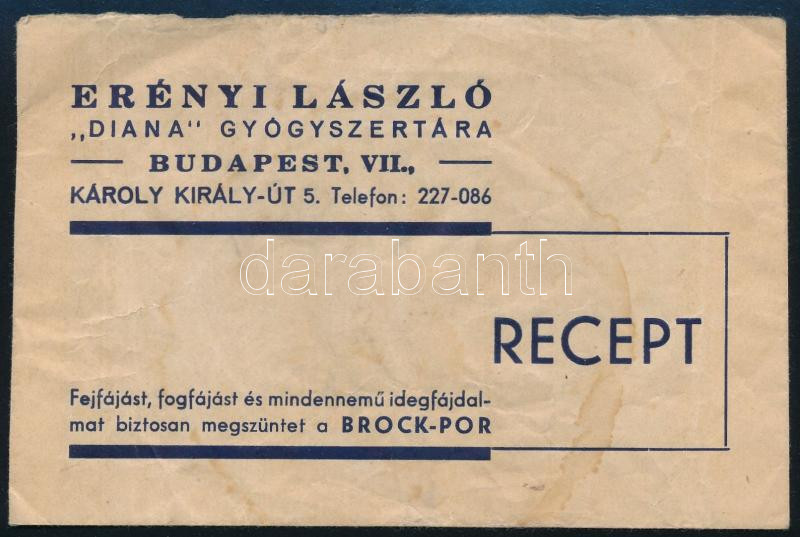 ERÉNYI LÁSZLÓ
„DIANA" GYÓGYSZERTÁRA
BUDAPEST, VII.,
KÁROLY KIRÁLY-ÚT 5. Telefon: 227-086
darabanth
RECEPT
Fejfájást, fogfájást és mindennemű idegfájdal-
mat biztosan megszüntet a BROCK-POR